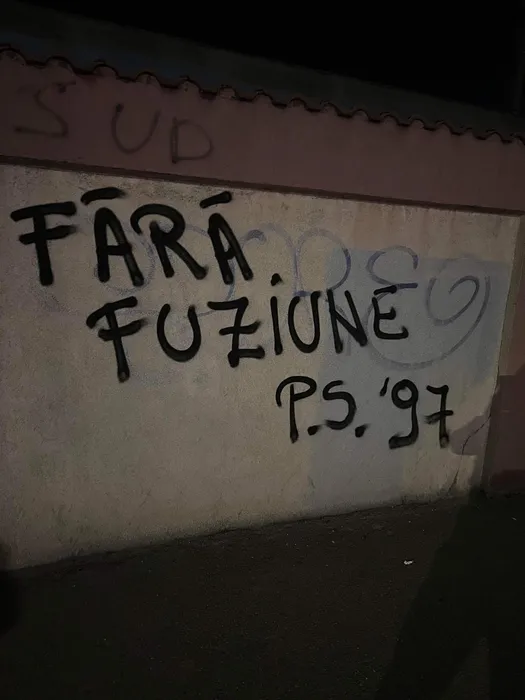 SUD
FĀRĀ
FUZIUNE
P.S. '97